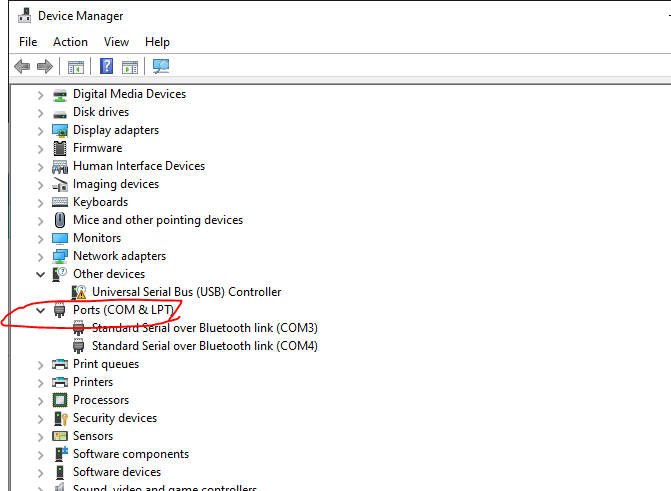 Device Manager
File Action View Help
Digital Media Devices
Disk drives
Display adapters
Firmware
Human Interface Devices
Imaging devices
Keyboards
Mice and other pointing devices
Monitors
Network adapters
Other devices
Universal Serial Bus (USB) Controller
Ports (COM & LPT)
Standard Serial over Bluetooth link (COM3)
Standard Serial over Bluetooth link (COM4)
Print queues
Printers
Processors
Security devices
Sensors
Software components
Software devices
Sound, video and game controllers